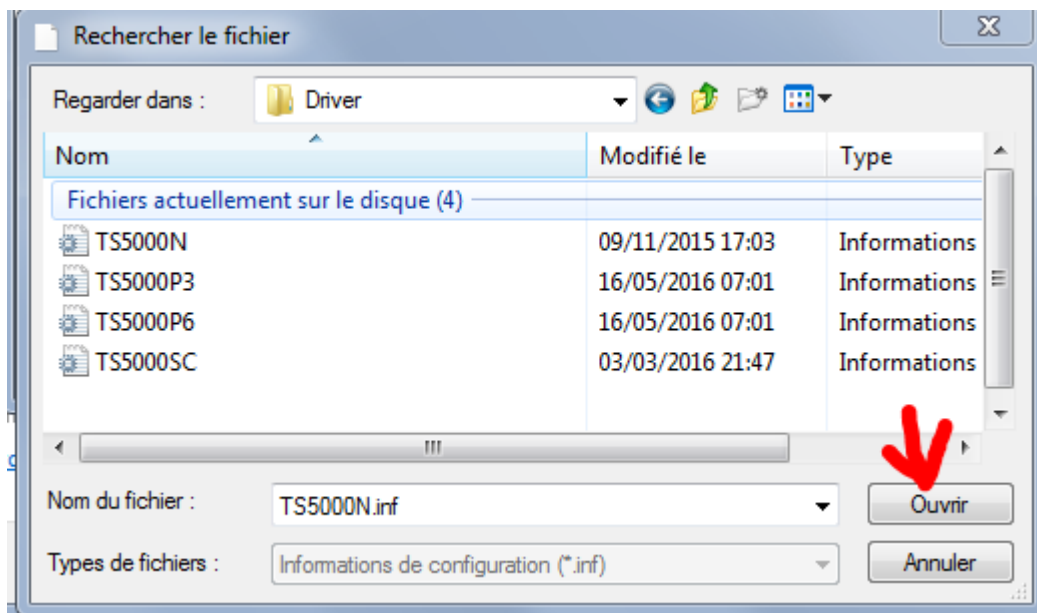 Rechercher le fichier
Regarder dans : Driver
Nom Modifié le Type
Fichiers actuellement sur le disque (4)
TS5000N 09/11/2015 17:03 Informations
TS5000P3 16/05/2016 07:01 Informations
TS5000P6 16/05/2016 07:01 Informations
TS5000SC 03/03/2016 21:47 Informations
Nom du fichier : TS5000N.inf Ouvrir
Types de fichiers : Informations de configuration (*.inf) Annuler